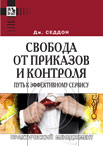 Дж. СЕДДОН
СВОБОДА
ОТ ПРИКАЗОВ И КОНТРОЛЯ
ПУТЬ К ЭФФЕКТИВНОМУ СЕРВИСУ
ПРАКТИЧЕСКИЙ МЕНЕДЖМЕНТ